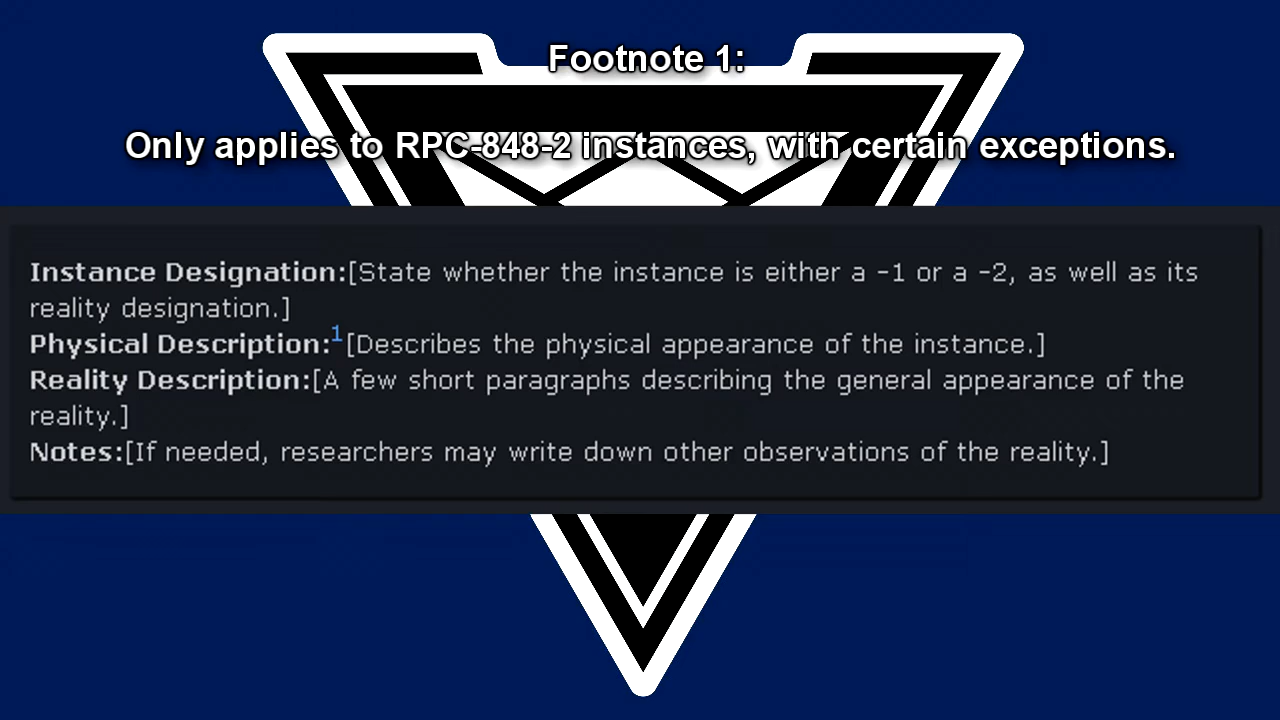 Footnote 1:
Only applies to RPC-848-2 instances, with certain exceptions.
Instance Designation:[State whether the instance is either a -1 or a -2, as well as its
reality designation.]
Physical Description:1[Describes the physical appearance of the instance.]
Reality Description:[A few short paragraphs describing the general appearance of the
reality.]
Notes:[If needed, researchers may write down other observations of the reality.]